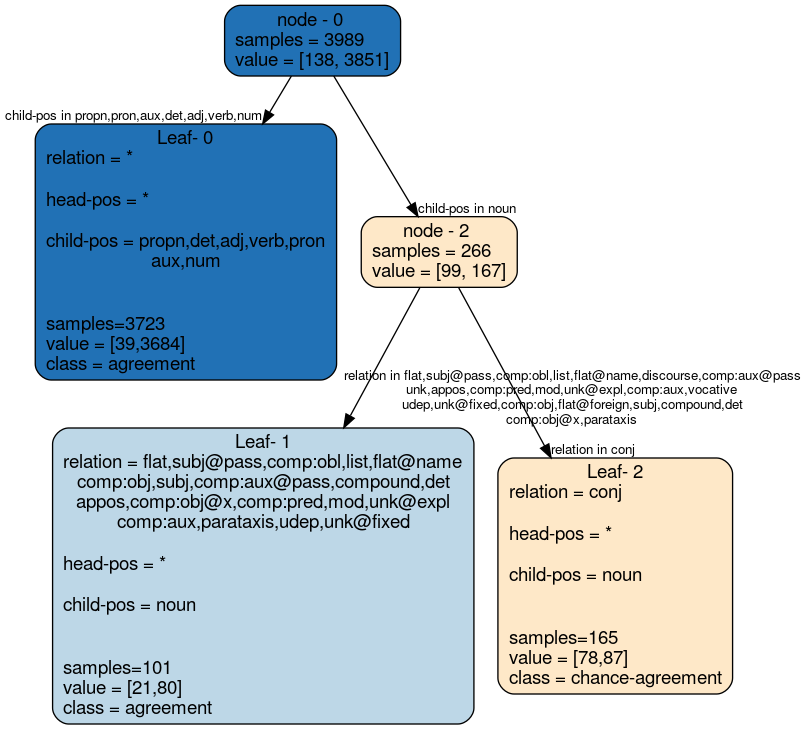 node - 0
samples = 3989
value = [138, 3851]
child-pos in propn,pron,aux,det,adj,verb,num
Leaf- 0
relation = *
head-pos = *
child-pos = propn,det,adj,verb,pron
aux,num
samples=3723
value = [39,3684]
class = agreement
child-pos in noun
node - 2
samples = 266
value = [99, 167]
relation in flat,subj@pass,comp:obl,list,flat@name,discourse,comp:aux@pass
unk,appos,comp:pred,mod,unk@expl,comp:aux,vocative
udep,unk@fixed,comp:obj,flat@foreign,subj,compound,det
comp:obj@x,parataxis
Leaf- 1
relation = flat,subj@pass,comp:obl,list,flat@name
comp:obj,subj,comp:aux@pass,compound,det
appos,comp:obj@x,comp:pred,mod,unk@expl
comp:aux,parataxis,udep,unk@fixed
head-pos = *
child-pos = noun
samples=101
value = [21,80]
class = agreement
relation in conj
Leaf- 2
relation = conj
head-pos = *
child-pos = noun
samples=165
value = [78,87]
class = chance-agreement